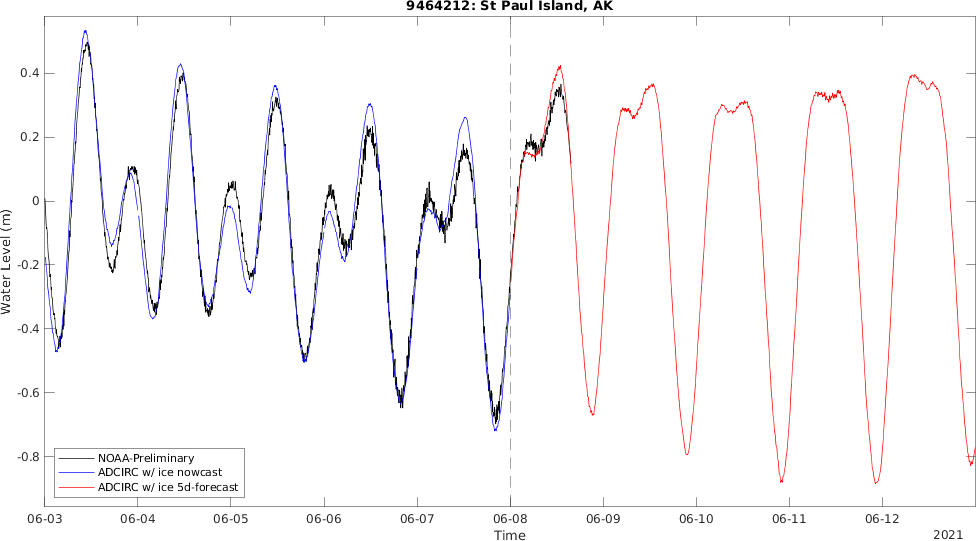 9464212: St Paul Island, AK
Water Level (m)
0.4
0.2
0
-0.2
-0.4
-0.6
-0.8
NOAA-Preliminary
ADCIRC w/ ice nowcast
ADCIRC w/ ice 5d-forecast
06-03 06-04 06-05 06-06 06-07 06-08 06-09 06-10 06-11 06-12
Time
2021